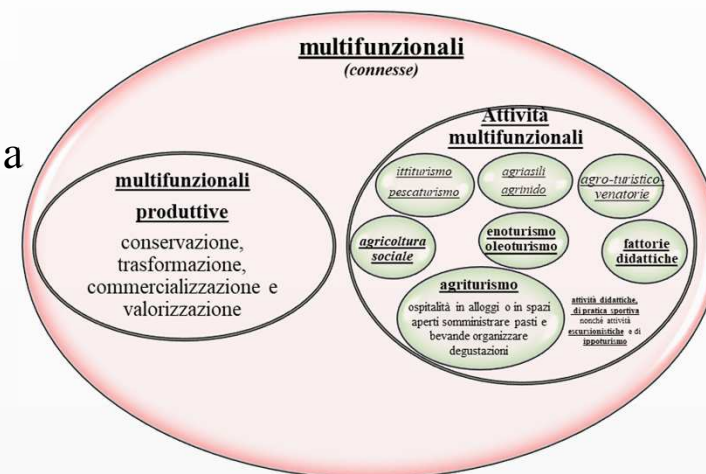 multifunzionali
(connesse)
a
multifunzionali
produttive
conservazione,
trasformazione,
commercializzazione e
valorizzazione
Attività
multifunzionali
ittiturismo
pescaturismo
agriasili
agrinido
agro-turistico-
venatorie
agricoltura
sociale
enoturismo
oleoturismo
fattorie
didattiche
agriturismo
ospitalità in alloggi o in spazi
aperti somministrare pasti e
bevande organizzare
degustazioni
attività didattiche,
di pratica sportiva
nonché attività
escursionistiche e di
ippoturismo